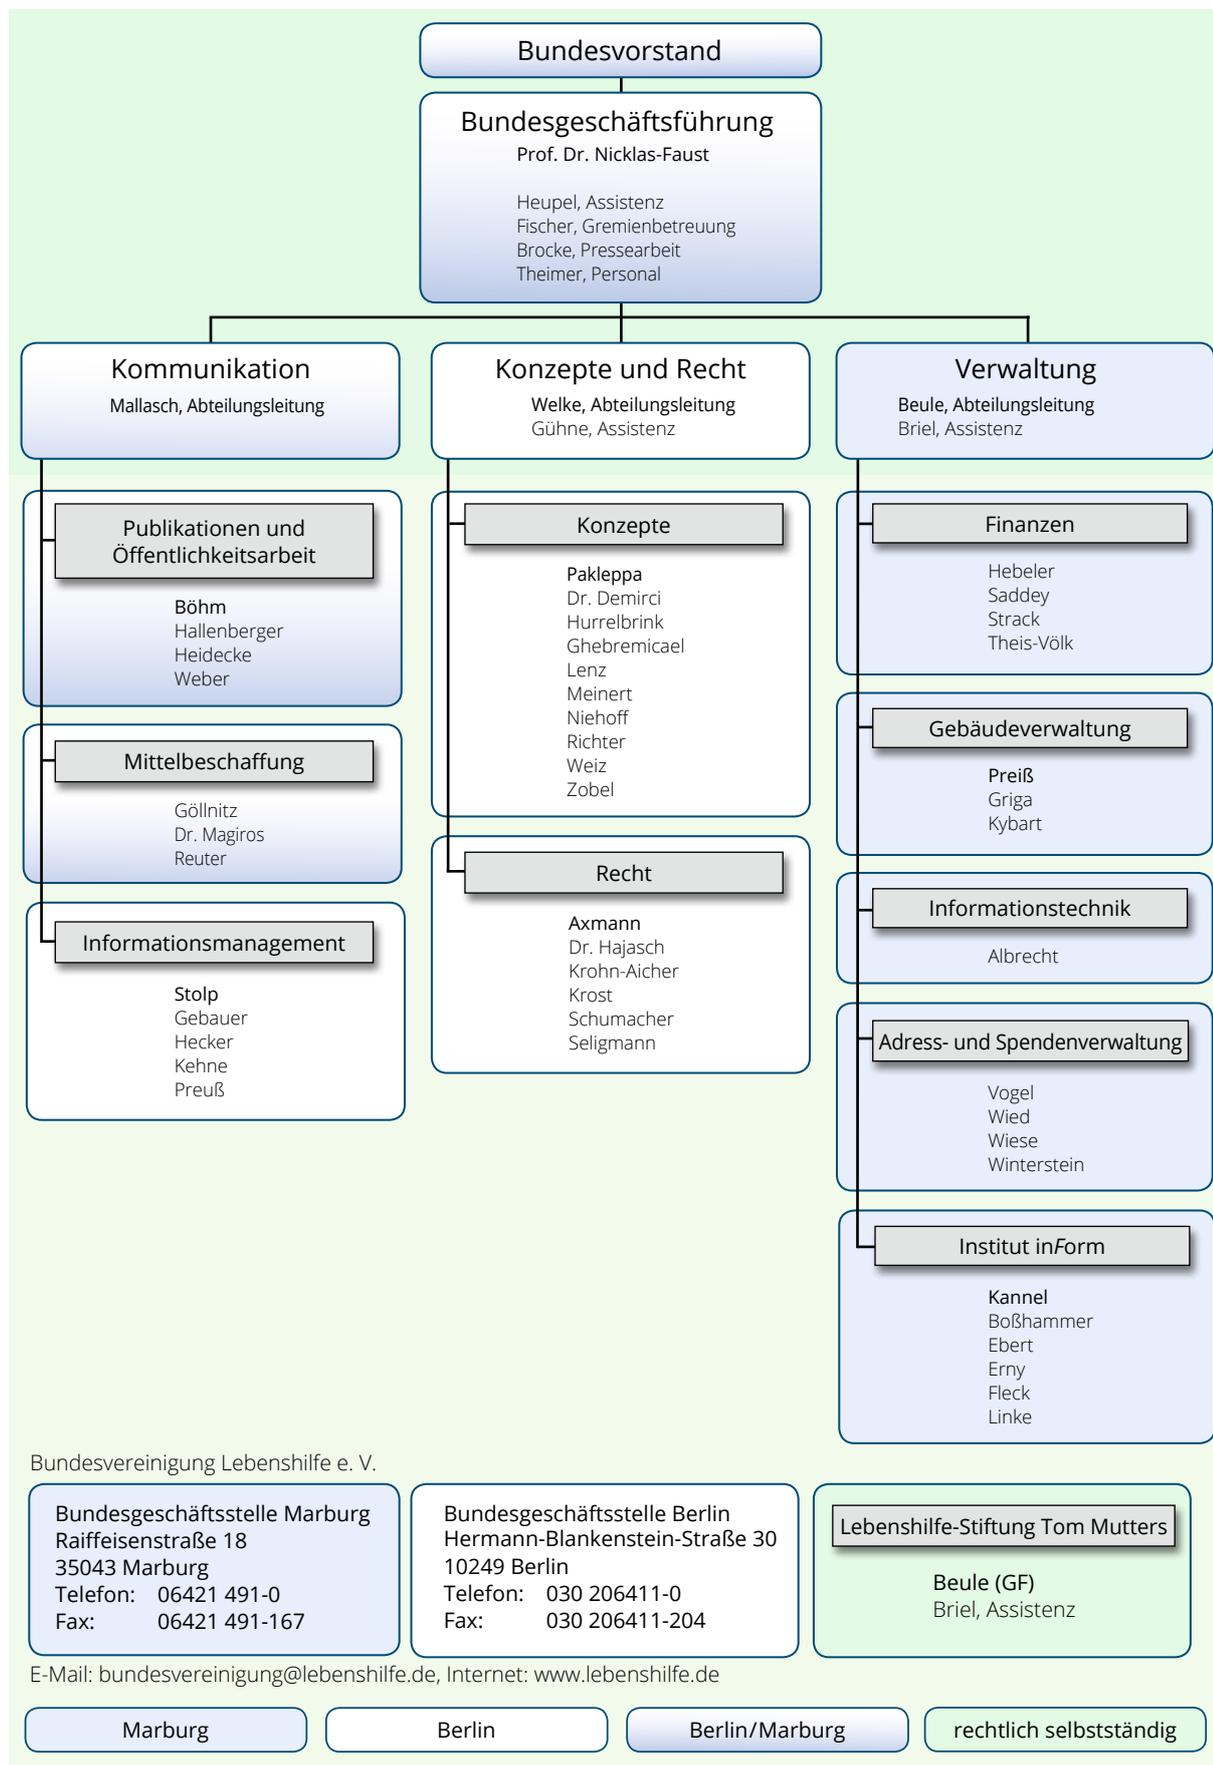 Bundesvorstand
Bundesgeschäftsführung
Prof. Dr. Nicklas-Faust
Heupel, Assistenz
Fischer, Gremienbetreuung
Brocke, Pressearbeit
Theimer, Personal
Kommunikation
Mallasch, Abteilungsleitung
Publikationen und
Öffentlichkeitsarbeit
Böhm
Hallenberger
Heidecke
Weber
Mittelbeschaffung
Göllnitz
Dr. Magiros
Reuter
Informationsmanagement
Stolp
Gebauer
Hecker
Kehne
Preuß
Konzepte und Recht
Welke, Abteilungsleitung
Gühne, Assistenz
Konzepte
Pakleppa
Dr. Demirci
Hurrelbrink
Ghebremicael
Lenz
Meinert
Niehoff
Richter
Weiz
Zobel
Recht
Axmann
Dr. Hajasch
Krohn-Aicher
Krost
Schumacher
Seligmann
Verwaltung
Beule, Abteilungsleitung
Briel, Assistenz
Finanzen
Hebeler
Saddey
Strack
Theis-Völk
Gebäudeverwaltung
Preiß
Griga
Kybart
Informationstechnik
Albrecht
Adress- und Spendenverwaltung
Vogel
Wied
Wiese
Winterstein
Institut inForm
Kannel
Boßhammer
Ebert
Erny
Fleck
Linke
Bundesvereinigung Lebenshilfe e. V.
Bundesgeschäftsstelle Marburg
Raiffeisenstraße 18
35043 Marburg
Telefon: 06421 491-0
Fax: 06421 491-167
Bundesgeschäftsstelle Berlin
Hermann-Blankenstein-Straße 30
10249 Berlin
Telefon: 030 206411-0
Fax: 030 206411-204
Lebenshilfe-Stiftung Tom Mutters
Beule (GF)
Briel, Assistenz
E-Mail: bundesvereinigung@lebenshilfe.de, Internet: www.lebenshilfe.de
Marburg
Berlin
Berlin/Marburg
rechtlich selbstständig